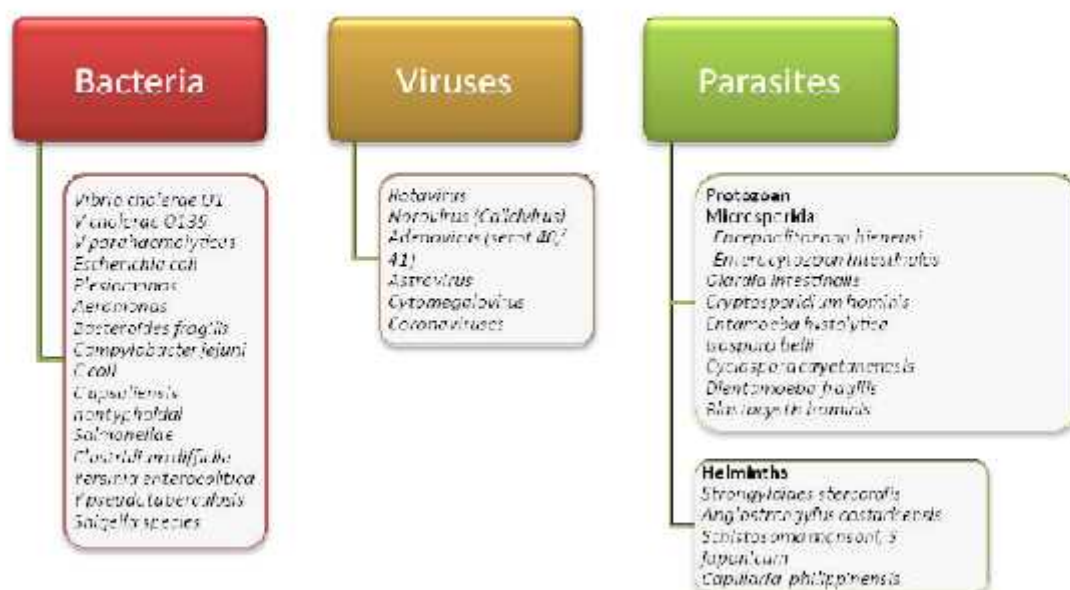 Bacteria
Vibrio cholerae O1
V cholerae O139
V parahaemolyticus
Escherichia coli
Plesiomonas
Aeromonas
Bacteroides fragilis
Campylobacter jejuni
C coli
C upsaliensis
nontyphoidal
Salmonellae
Clostridium difficile
Yersinia enterocolitica
Y pseudotuberculosis
Shigella species
Viruses
Rotavirus
Norovirus (Calicivirus)
Adenovirus (serot 40/
41)
Astrovirus
Cytomegalovirus
Coronaviruses
Parasites
Protozoan
Microsporida
bienensi
Enterocytozoon intestinalis
Giardia intestinalis
Cryptosporidium hominis
Entamoeba histolytica
Isospora belli
Cyclospora cayetanensis
Dientamoeba fragilis
Blastocystis hominis
Helminths
Strongyloides stercoralis
Angiostrongylus costaricensis
Schistosoma mansoni, S
japonicum
Capillaria philippinensis